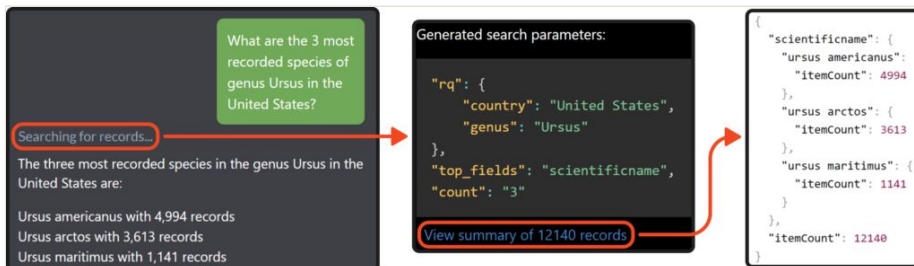 What are the 3 most
recorded species of
genus Ursus in the
United States?
Searching for records...
The three most recorded species in the genus Ursus in the
United States are:
Ursus americanus with 4,994 records
Ursus arctos with 3,613 records
Ursus maritimus with 1,141 records
Generated search parameters:
"rq": {
"country": "United States",
"genus": "Ursus"
},
"top_fields": "scientificname",
"count": "3"
View summary of 12140 records
{
"scientificname": {
"ursus americanus":
"itemCount": 4994
},
"ursus arctos": {
"itemCount": 3613
},
"ursus maritimus": {
"itemCount": 1141
}
},
"itemCount": 12140
}